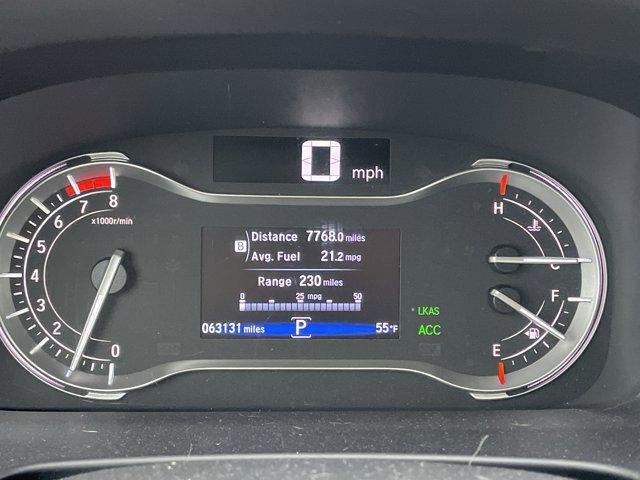 0 mph
8
7
6
5
4
3
2
1
0
x1000r/min
B Distance 7768.0 miles
Avg. Fuel 21.2 mpg
Range 230 miles
0 25 mpg 50
063131 miles P 55°F
LKAS
ACC
H
C
F
E